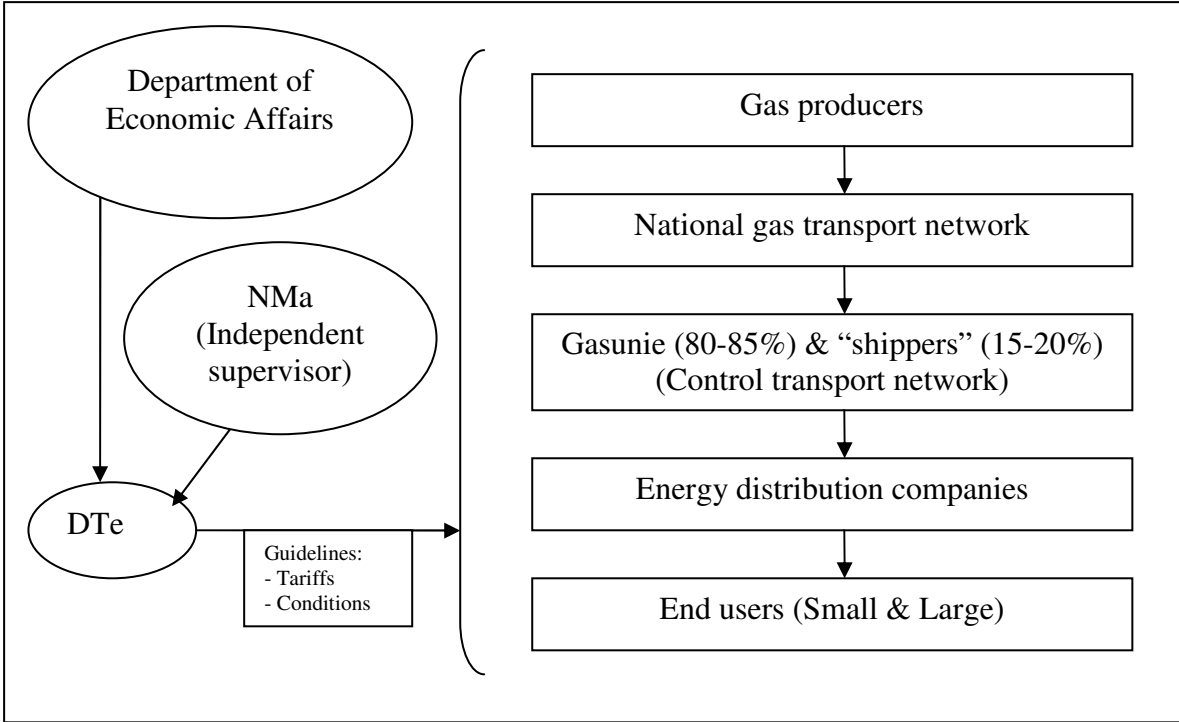 Department of
Economic Affairs
NMa
(Independent
supervisor)
DTe
Guidelines:
- Tariffs
- Conditions
Gas producers
National gas transport network
Gasunie (80-85%) & “shippers” (15-20%)
(Control transport network)
Energy distribution companies
End users (Small & Large)